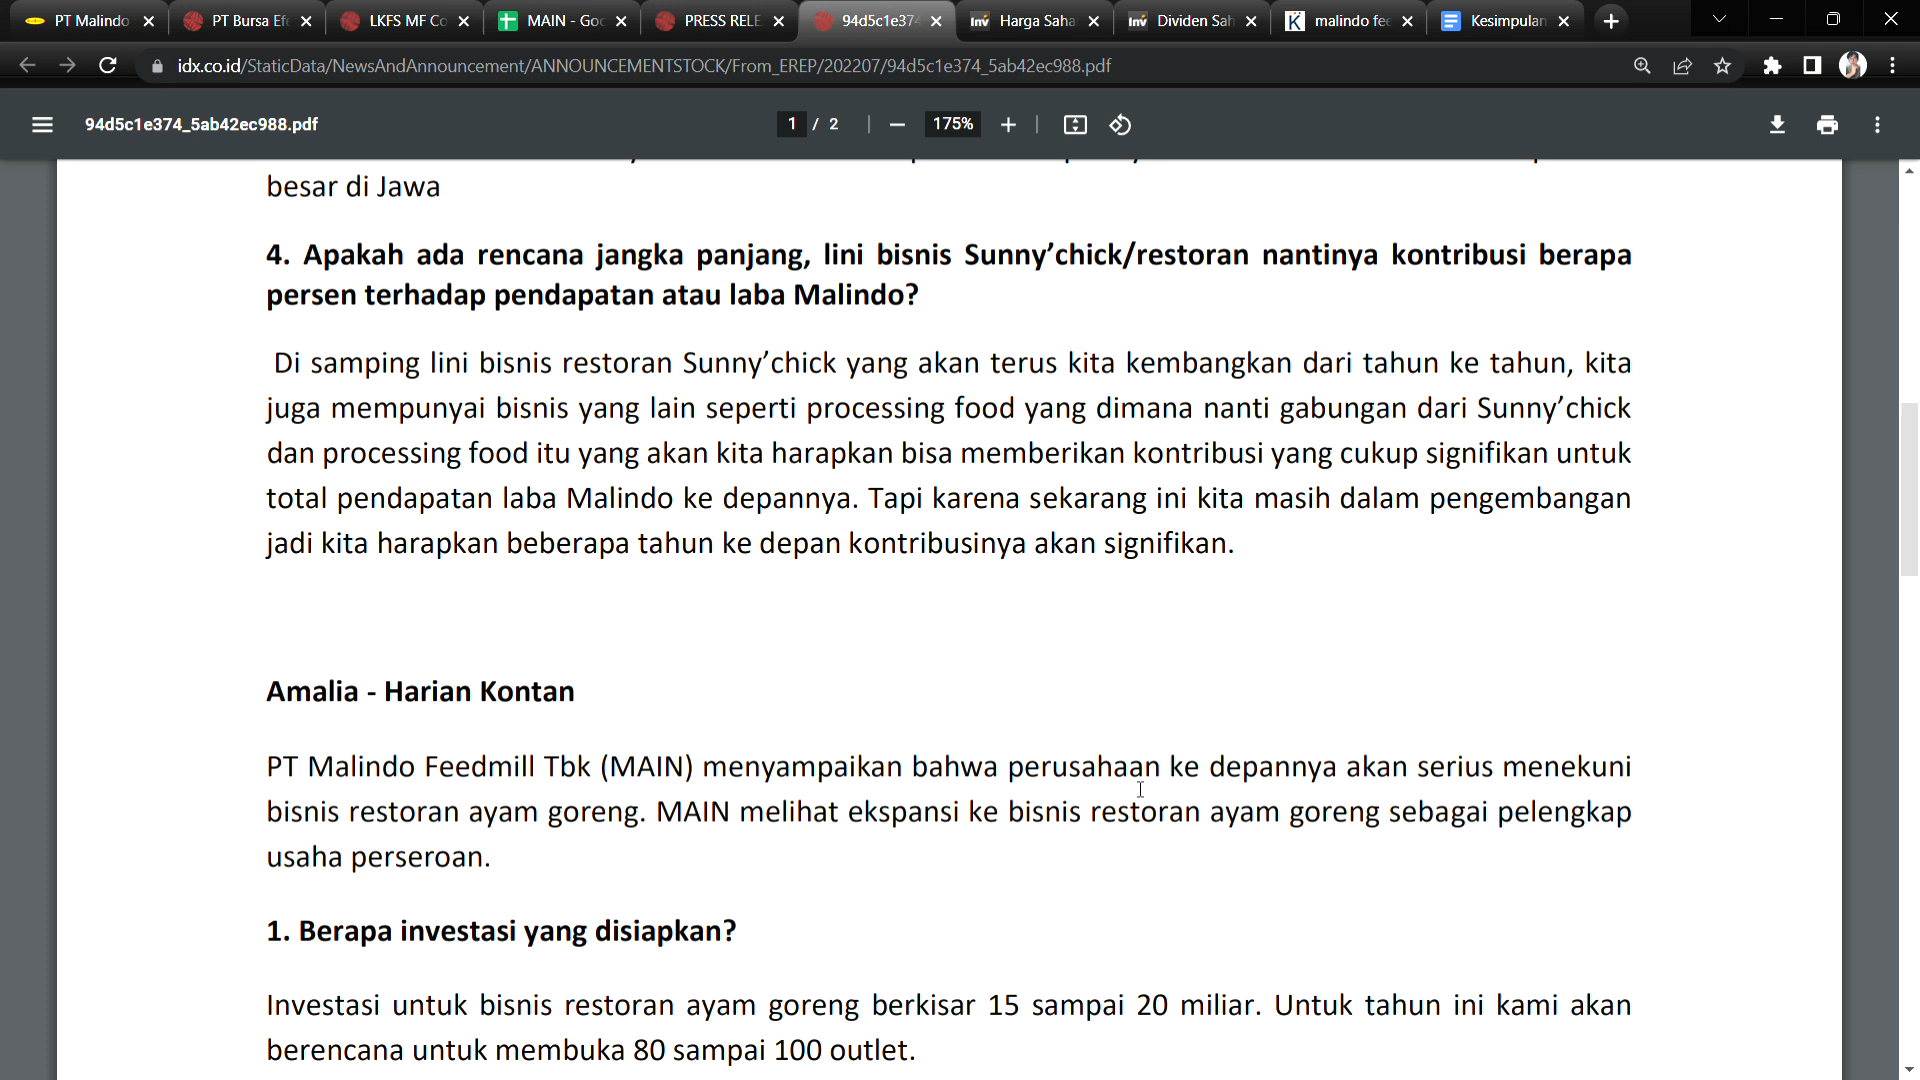 PT Malindo
PT Bursa Efe
LKFS MF Co
MAIN - Goo
PRESS RELE
94d5c1e374
Harga Saha
Dividen Sah
malindo fee
Kesimpulan
idx.co.id/StaticData/NewsAndAnnouncement/ANNOUNCEMENTSTOCK/From_EREP/202207/94d5c1e374_5ab42ec988.pdf
94d5c1e374_5ab42ec988.pdf
1 / 2
175%
besar di Jawa
4. Apakah ada rencana jangka panjang, lini bisnis Sunny’chick/restoran nantinya kontribusi berapa
persen terhadap pendapatan atau laba Malindo?
Di samping lini bisnis restoran Sunny’chick yang akan terus kita kembangkan dari tahun ke tahun, kita
juga mempunyai bisnis yang lain seperti processing food yang dimana nanti gabungan dari Sunny’chick
dan processing food itu yang akan kita harapkan bisa memberikan kontribusi yang cukup signifikan untuk
total pendapatan laba Malindo ke depannya. Tapi karena sekarang ini kita masih dalam pengembangan
jadi kita harapkan beberapa tahun ke depan kontribusinya akan signifikan.
Amalia - Harian Kontan
PT Malindo Feedmill Tbk (MAIN) menyampaikan bahwa perusahaan ke depannya akan serius menekuni
bisnis restoran ayam goreng. MAIN melihat ekspansi ke bisnis restoran ayam goreng sebagai pelengkap
usaha perseroan.
1. Berapa investasi yang disiapkan?
Investasi untuk bisnis restoran ayam goreng berkisar 15 sampai 20 miliar. Untuk tahun ini kami akan
berencana untuk membuka 80 sampai 100 outlet.